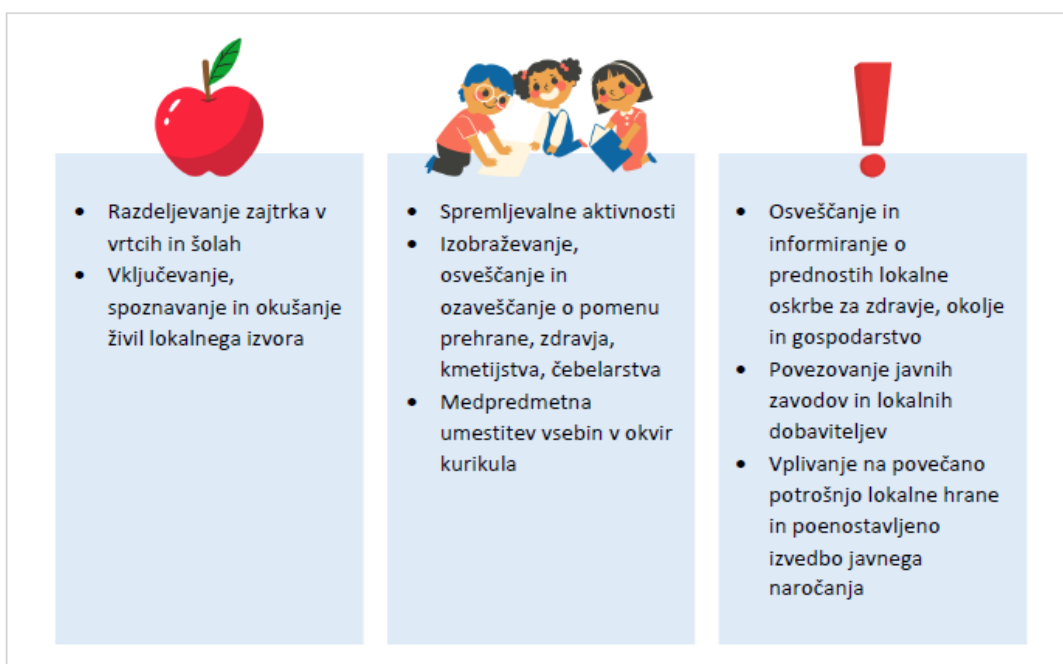 • Razdeljevanje zajtrka v
vrtcih in šolah
• Vključevanje,
spoznavanje in okušanje
živil lokalnega izvora
• Spremljevalne aktivnosti
• Izobraževanje,
osveščanje in
ozaveščanje o pomenu
prehrane, zdravja,
kmetijstva, čebelarstva
• Medpredmetna
umestitev vsebin v okvir
kurikula
• Osveščanje in
informiranje o
prednostih lokalne
oskrbe za zdravje, okolje
in gospodarstvo
• Povezovanje javnih
zavodov in lokalnih
dobaviteljev
• Vplivanje na povečano
potrošnjo lokalne hrane
in poenostavljeno
izvedbo javnega
naročanja